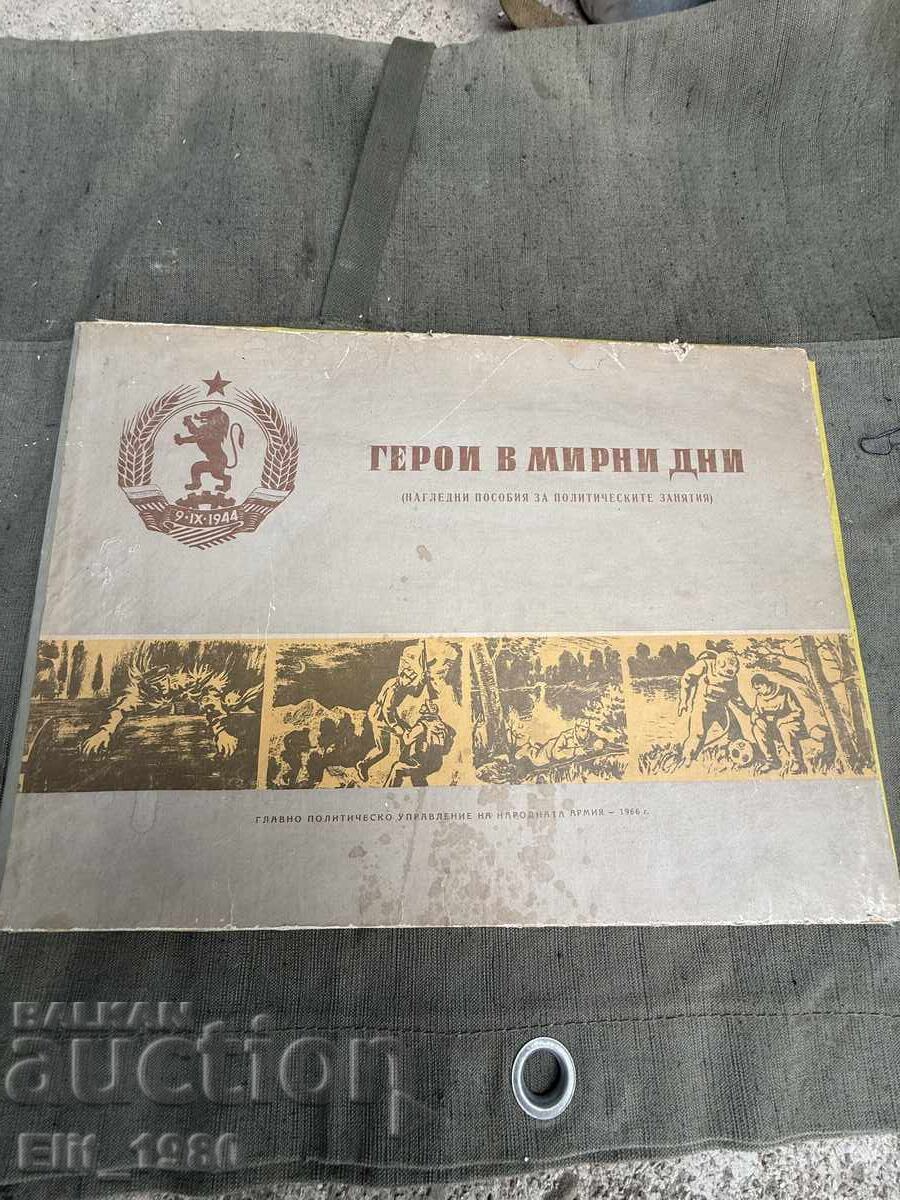 ГЕРОИ В МИРНИ ДНИ
(НАГЛЕДНИ ПОСОБИЯ ЗА ПОЛИТИЧЕСКИТЕ ЗАНЯТИЯ)
9·IX·1944
ГЛАВНО ПОЛИТИЧЕСКО УПРАВЛЕНИЕ НА НАРОДНАТА АРМИЯ – 1966 г.
BALKAN
auction
Elit_1980